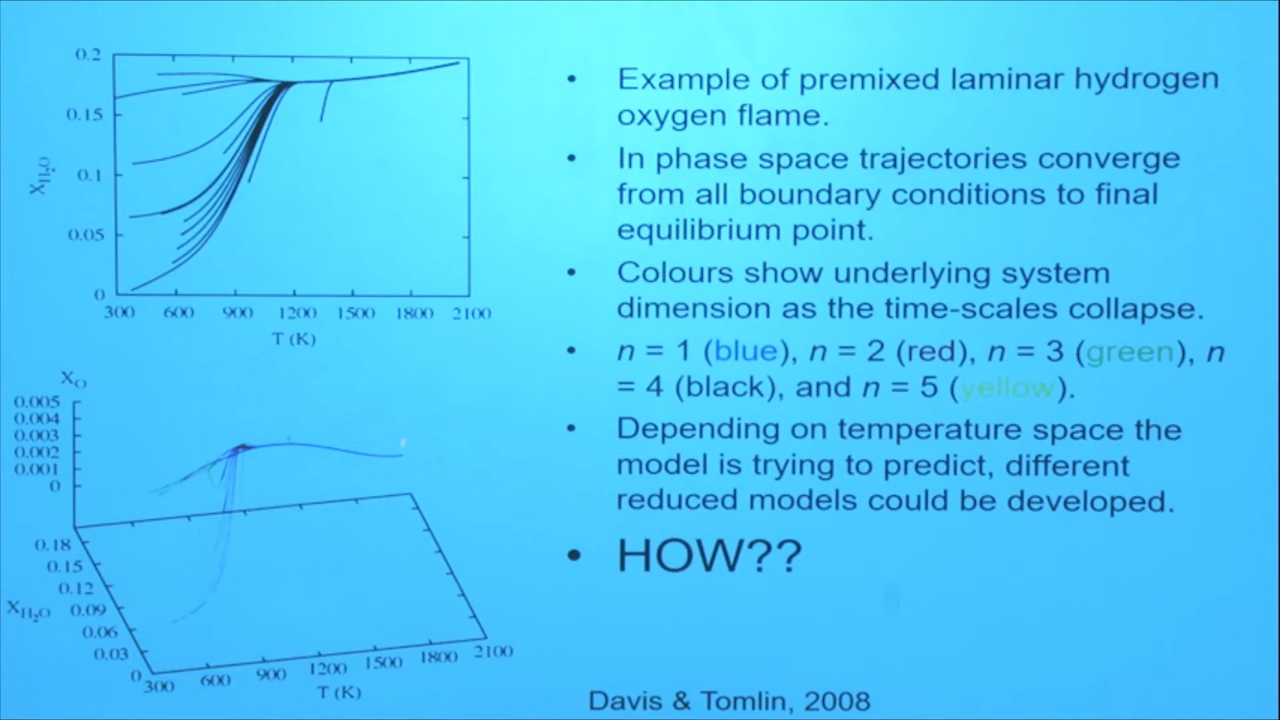 0.2
0.15
0.1
0.05
0
X_H2O
300 600 900 1200 1500 1800 2100
T (K)
X_O
0.005
0.004
0.003
0.002
0.001
0
0.18
0.15
0.12
X_H2O 0.09
0.06
0.03
0
300 600 900 1200 1500 1800 2100
T (K)
• Example of premixed laminar hydrogen
oxygen flame.
• In phase space trajectories converge
from all boundary conditions to final
equilibrium point.
• Colours show underlying system
dimension as the time-scales collapse.
• n = 1 (blue), n = 2 (red), n = 3 (green), n
= 4 (black), and n = 5 (yellow).
• Depending on temperature space the
model is trying to predict, different
reduced models could be developed.
• HOW??
Davis & Tomlin, 2008